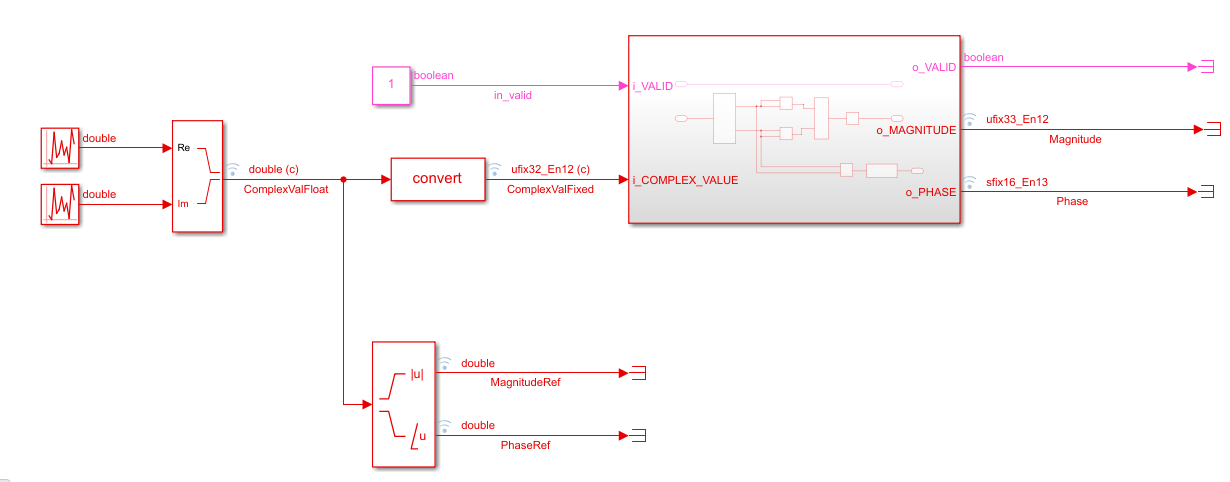 boolean
1
in_valid
double
Re
double (c)
ComplexValFloat
double
Im
convert
ufix32_En12 (c)
ComplexValFixed
i_VALID
i_COMPLEX_VALUE
o_VALID
o_MAGNITUDE
o_PHASE
boolean
ufix33_En12
Magnitude
sfix16_En13
Phase
|u|
double
MagnitudeRef
u
double
PhaseRef